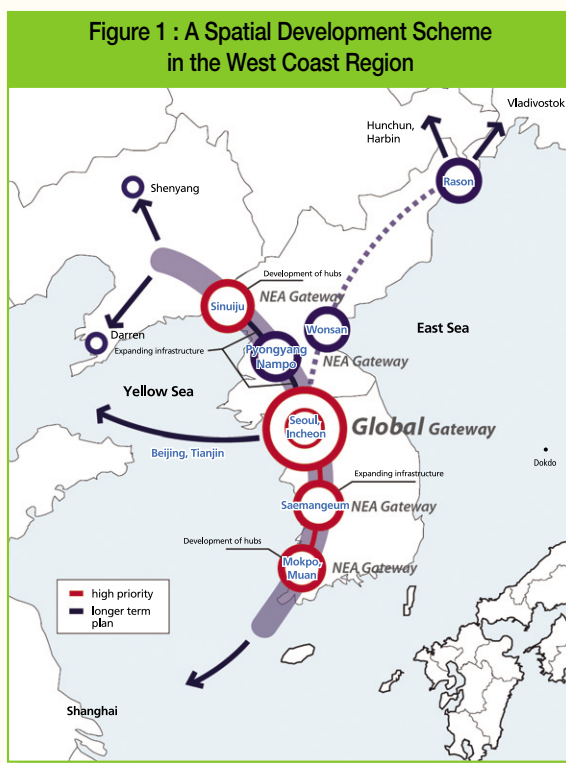 Figure 1 : A Spatial Development Scheme
in the West Coast Region
Vladivostok
Hunchun,
Harbin
Rason
Shenyang
Development of hubs
Sinuiju
NEA Gateway
Wonsan
East Sea
Darren
Expanding infrastructure
Pyongyang
Nampo
NEA Gateway
Yellow Sea
Seoul,
Incheon
Global Gateway
Beijing, Tianjin
Dokdo
Expanding infrastructure
Saemangeum
NEA Gateway
Development of hubs
Mokpo,
Muan
NEA Gateway
high priority
longer term
plan
Shanghai